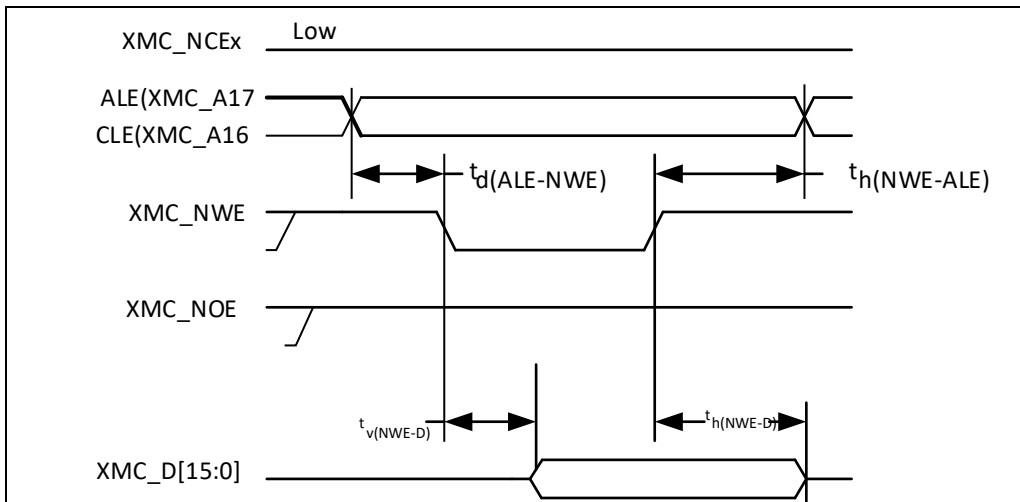 XMC_NCEx
Low
ALE(XMC_A17
CLE(XMC_A16
td(ALE-NWE)
th(NWE-ALE)
XMC_NWE
XMC_NOE
tv(NWE-D)
th(NWE-D)
XMC_D[15:0]